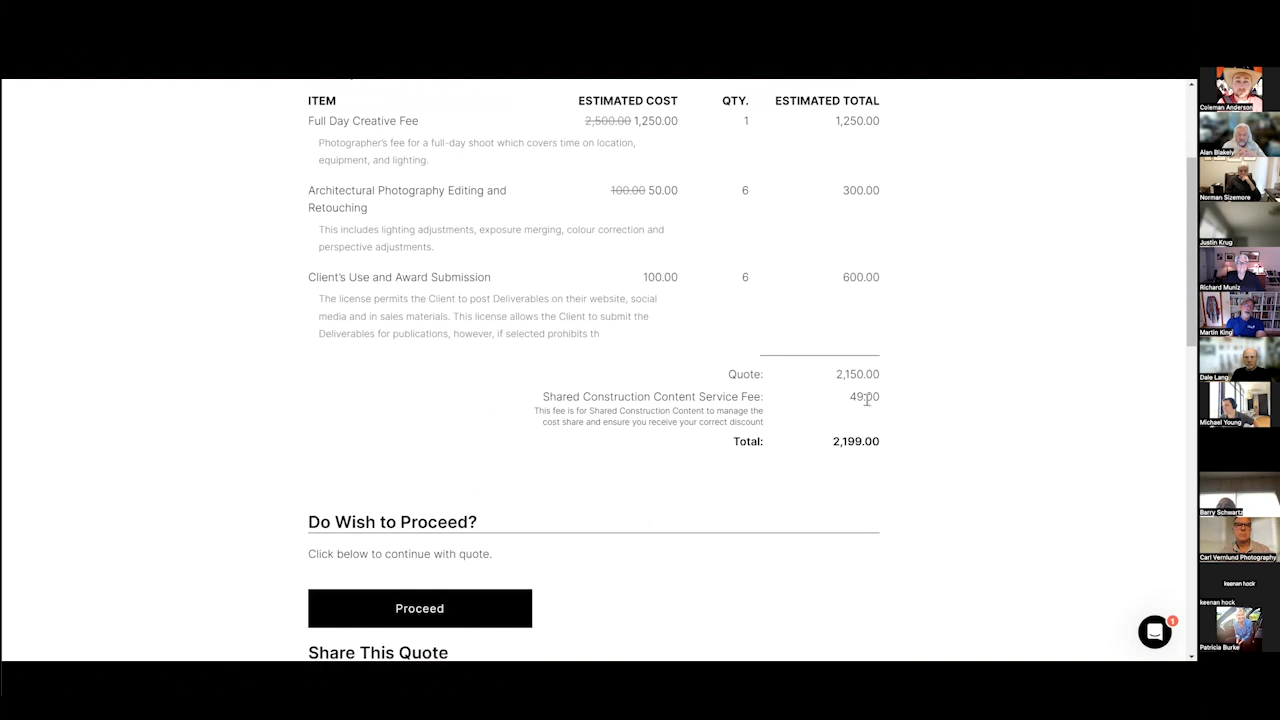 ITEM ESTIMATED COST QTY. ESTIMATED TOTAL
Full Day Creative Fee 2,500.00 1,250.00 1 1,250.00
Photographer's fee for a full-day shoot which covers time on location,
equipment, and lighting.
Architectural Photography Editing and 100.00 50.00 6 300.00
Retouching
This includes lighting adjustments, exposure merging, colour correction and
perspective adjustments.
Client's Use and Award Submission 100.00 6 600.00
The license permits the Client to post Deliverables on their website, social
media and in sales materials. This license allows the Client to submit the
Deliverables for publications, however, if selected prohibits th
Quote: 2,150.00
Shared Construction Content Service Fee: 49.00
This fee is for Shared Construction Content to manage the
cost share and ensure you receive your correct discount
Total: 2,199.00
Do Wish to Proceed?
Click below to continue with quote.
Proceed
Share This Quote
1
Coleman Anderson
Alan Blakely
Norman Sizemore
Justin Krug
Richard Muniz
Martin King
Dale Lang
Michael Young
Barry Schwartz
Carl Vernlund Photography
keenan hock
keenan hock
Patricia Burke